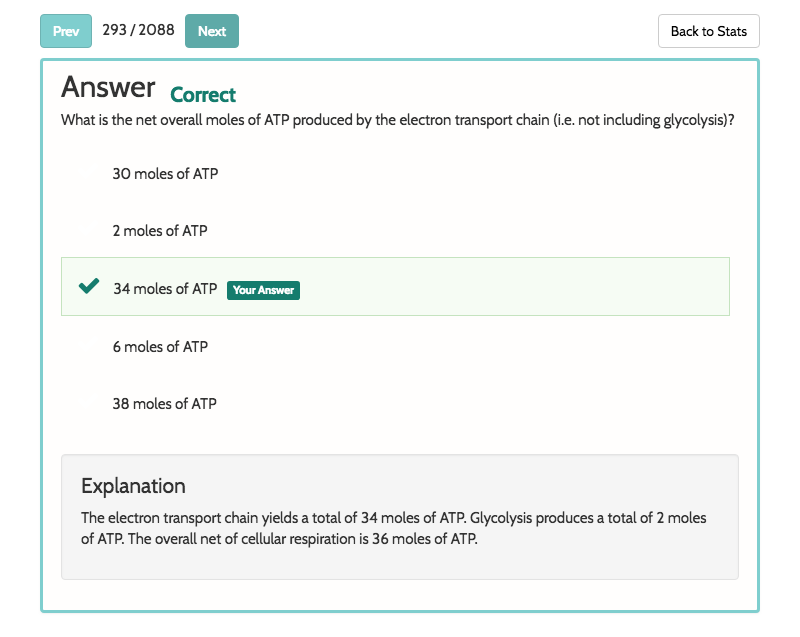 Prev 293 / 2088 Next Back to Stats
Answer Correct
What is the net overall moles of ATP produced by the electron transport chain (i.e. not including glycolysis)?
30 moles of ATP
2 moles of ATP
34 moles of ATP Your Answer
6 moles of ATP
38 moles of ATP
Explanation
The electron transport chain yields a total of 34 moles of ATP. Glycolysis produces a total of 2 moles
of ATP. The overall net of cellular respiration is 36 moles of ATP.